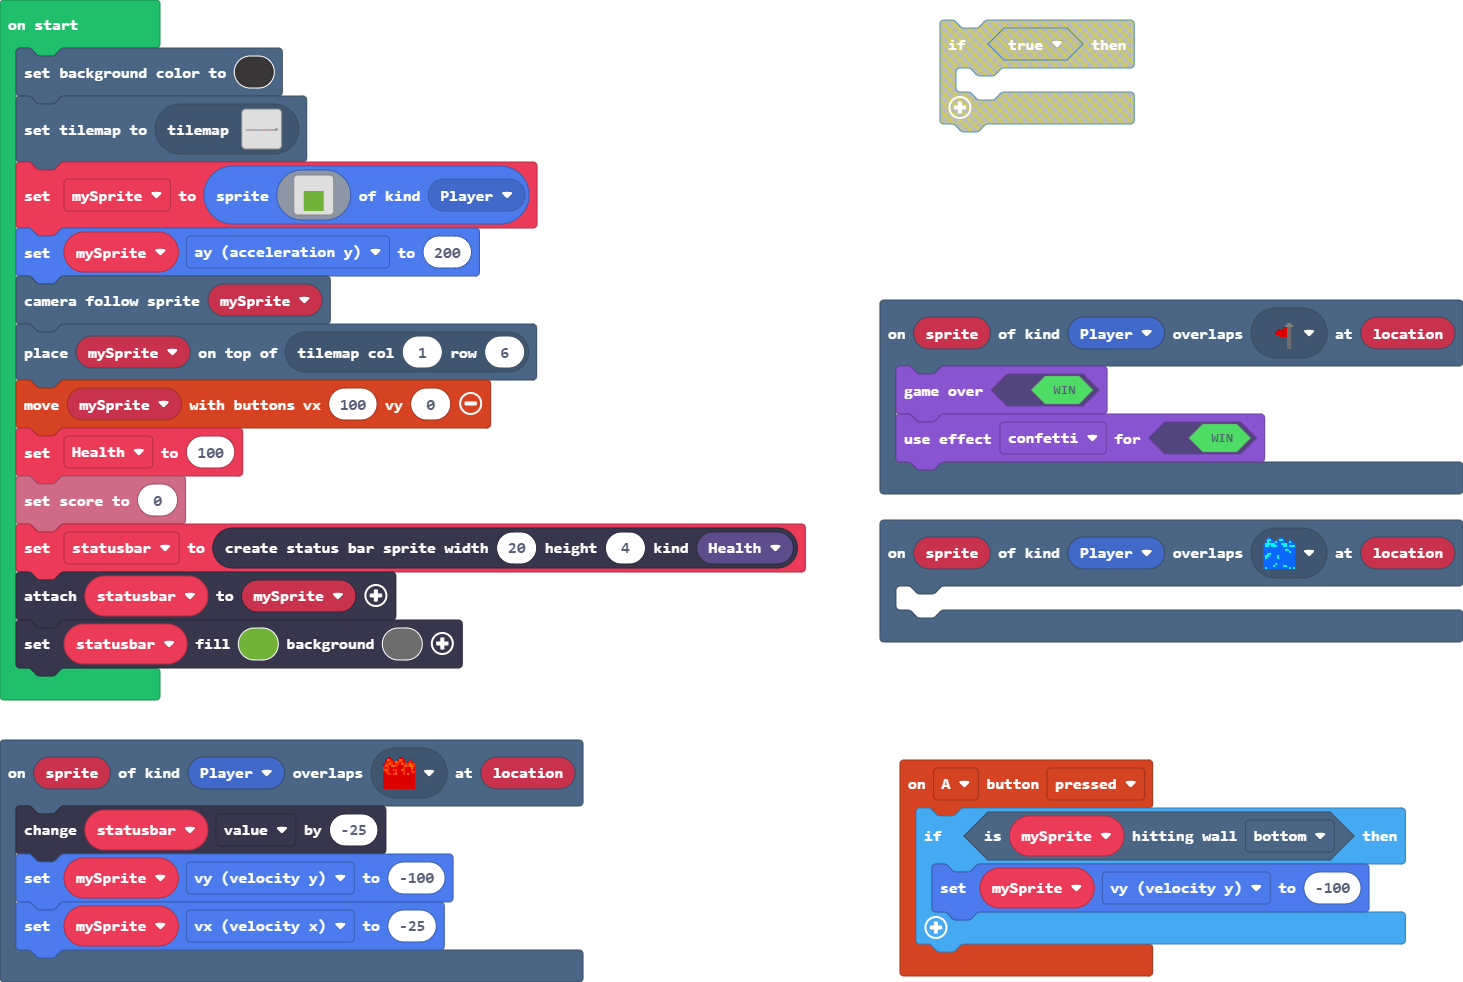 on start
set background color to
set tilemap to tilemap
set mySprite to sprite of kind Player
set mySprite ay (acceleration y) to 200
camera follow sprite mySprite
place mySprite on top of tilemap col 1 row 6
move mySprite with buttons vx 100 vy 0
set Health to 100
set score to 0
set statusbar to create status bar sprite width 20 height 4 kind Health
attach statusbar to mySprite
set statusbar fill background
if true then
on sprite of kind Player overlaps at location
game over WIN
use effect confetti for WIN
on sprite of kind Player overlaps at location
on sprite of kind Player overlaps at location
change statusbar value by -25
set mySprite vy (velocity y) to -100
set mySprite vx (velocity x) to -25
on A button pressed
if is mySprite hitting wall bottom then
set mySprite vy (velocity y) to -100